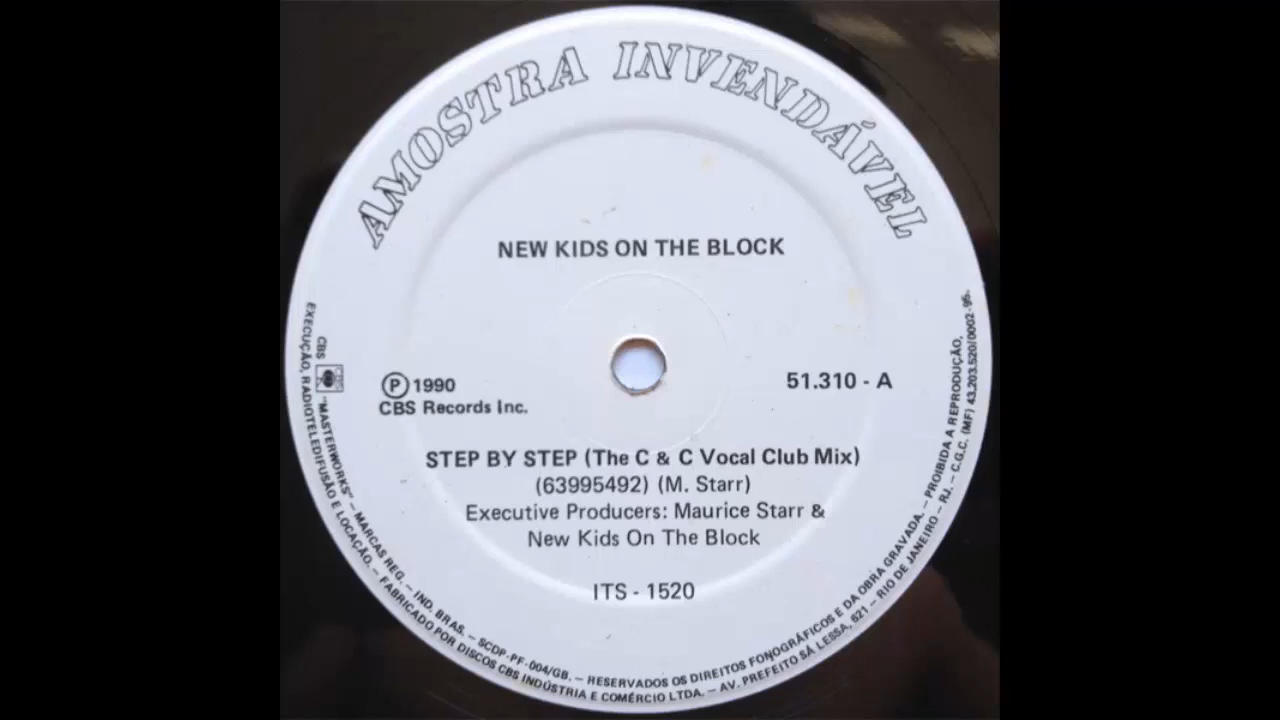 AMOSTRA INVENDÁVEL
NEW KIDS ON THE BLOCK
Ⓟ 1990
CBS Records Inc.
51.310 - A
STEP BY STEP (The C & C Vocal Club Mix)
(63995492) (M. Starr)
Executive Producers: Maurice Starr &
New Kids On The Block
ITS - 1520
CBS CBS "MASTERWORKS" - MARCAS REG. - IND. BRAS. - SCDP-PF-004/GB. - RESERVADOS OS DIREITOS FONOGRÁFICOS E DA OBRA GRAVADA. - PROIBIDA A REPRODUÇÃO,
EXECUÇÃO, RADIOTELEDIFUSÃO E LOCAÇÃO. - FABRICADO POR DISCOS CBS INDÚSTRIA E COMÉRCIO LTDA. - AV. PREFEITO SÁ LESSA, 621 - RIO DE JANEIRO - RJ. - C.G.C. (MF) 43.203.520/0002-95.